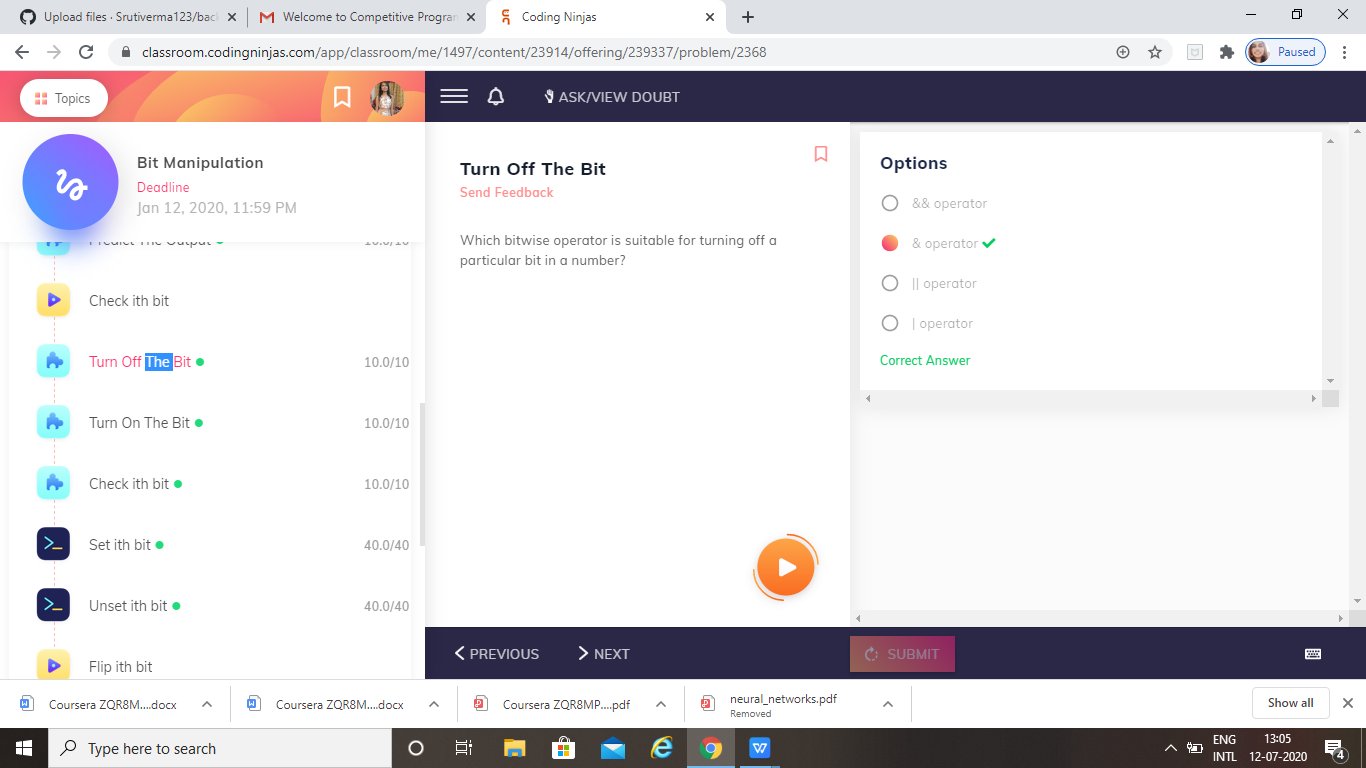 Upload files · Srutiverma123/bac
Welcome to Competitive Progran
Coding Ninjas
classroom.codingninjas.com/app/classroom/me/1497/content/23914/offering/239337/problem/2368
Paused
Topics
ASK/VIEW DOUBT
Bit Manipulation
Deadline
Jan 12, 2020, 11:59 PM
Predict The Output
10.0/10
Check ith bit
Turn Off The Bit
10.0/10
Turn On The Bit
10.0/10
Check ith bit
10.0/10
Set ith bit
40.0/40
Unset ith bit
40.0/40
Flip ith bit
Turn Off The Bit
Send Feedback
Which bitwise operator is suitable for turning off a
particular bit in a number?
Options
&& operator
& operator
|| operator
| operator
Correct Answer
PREVIOUS
NEXT
SUBMIT
Coursera ZQR8M....docx
Coursera ZQR8M....docx
Coursera ZQR8MP....pdf
neural_networks.pdf
Removed
Show all
Type here to search
ENG
INTL
13:05
12-07-2020
4